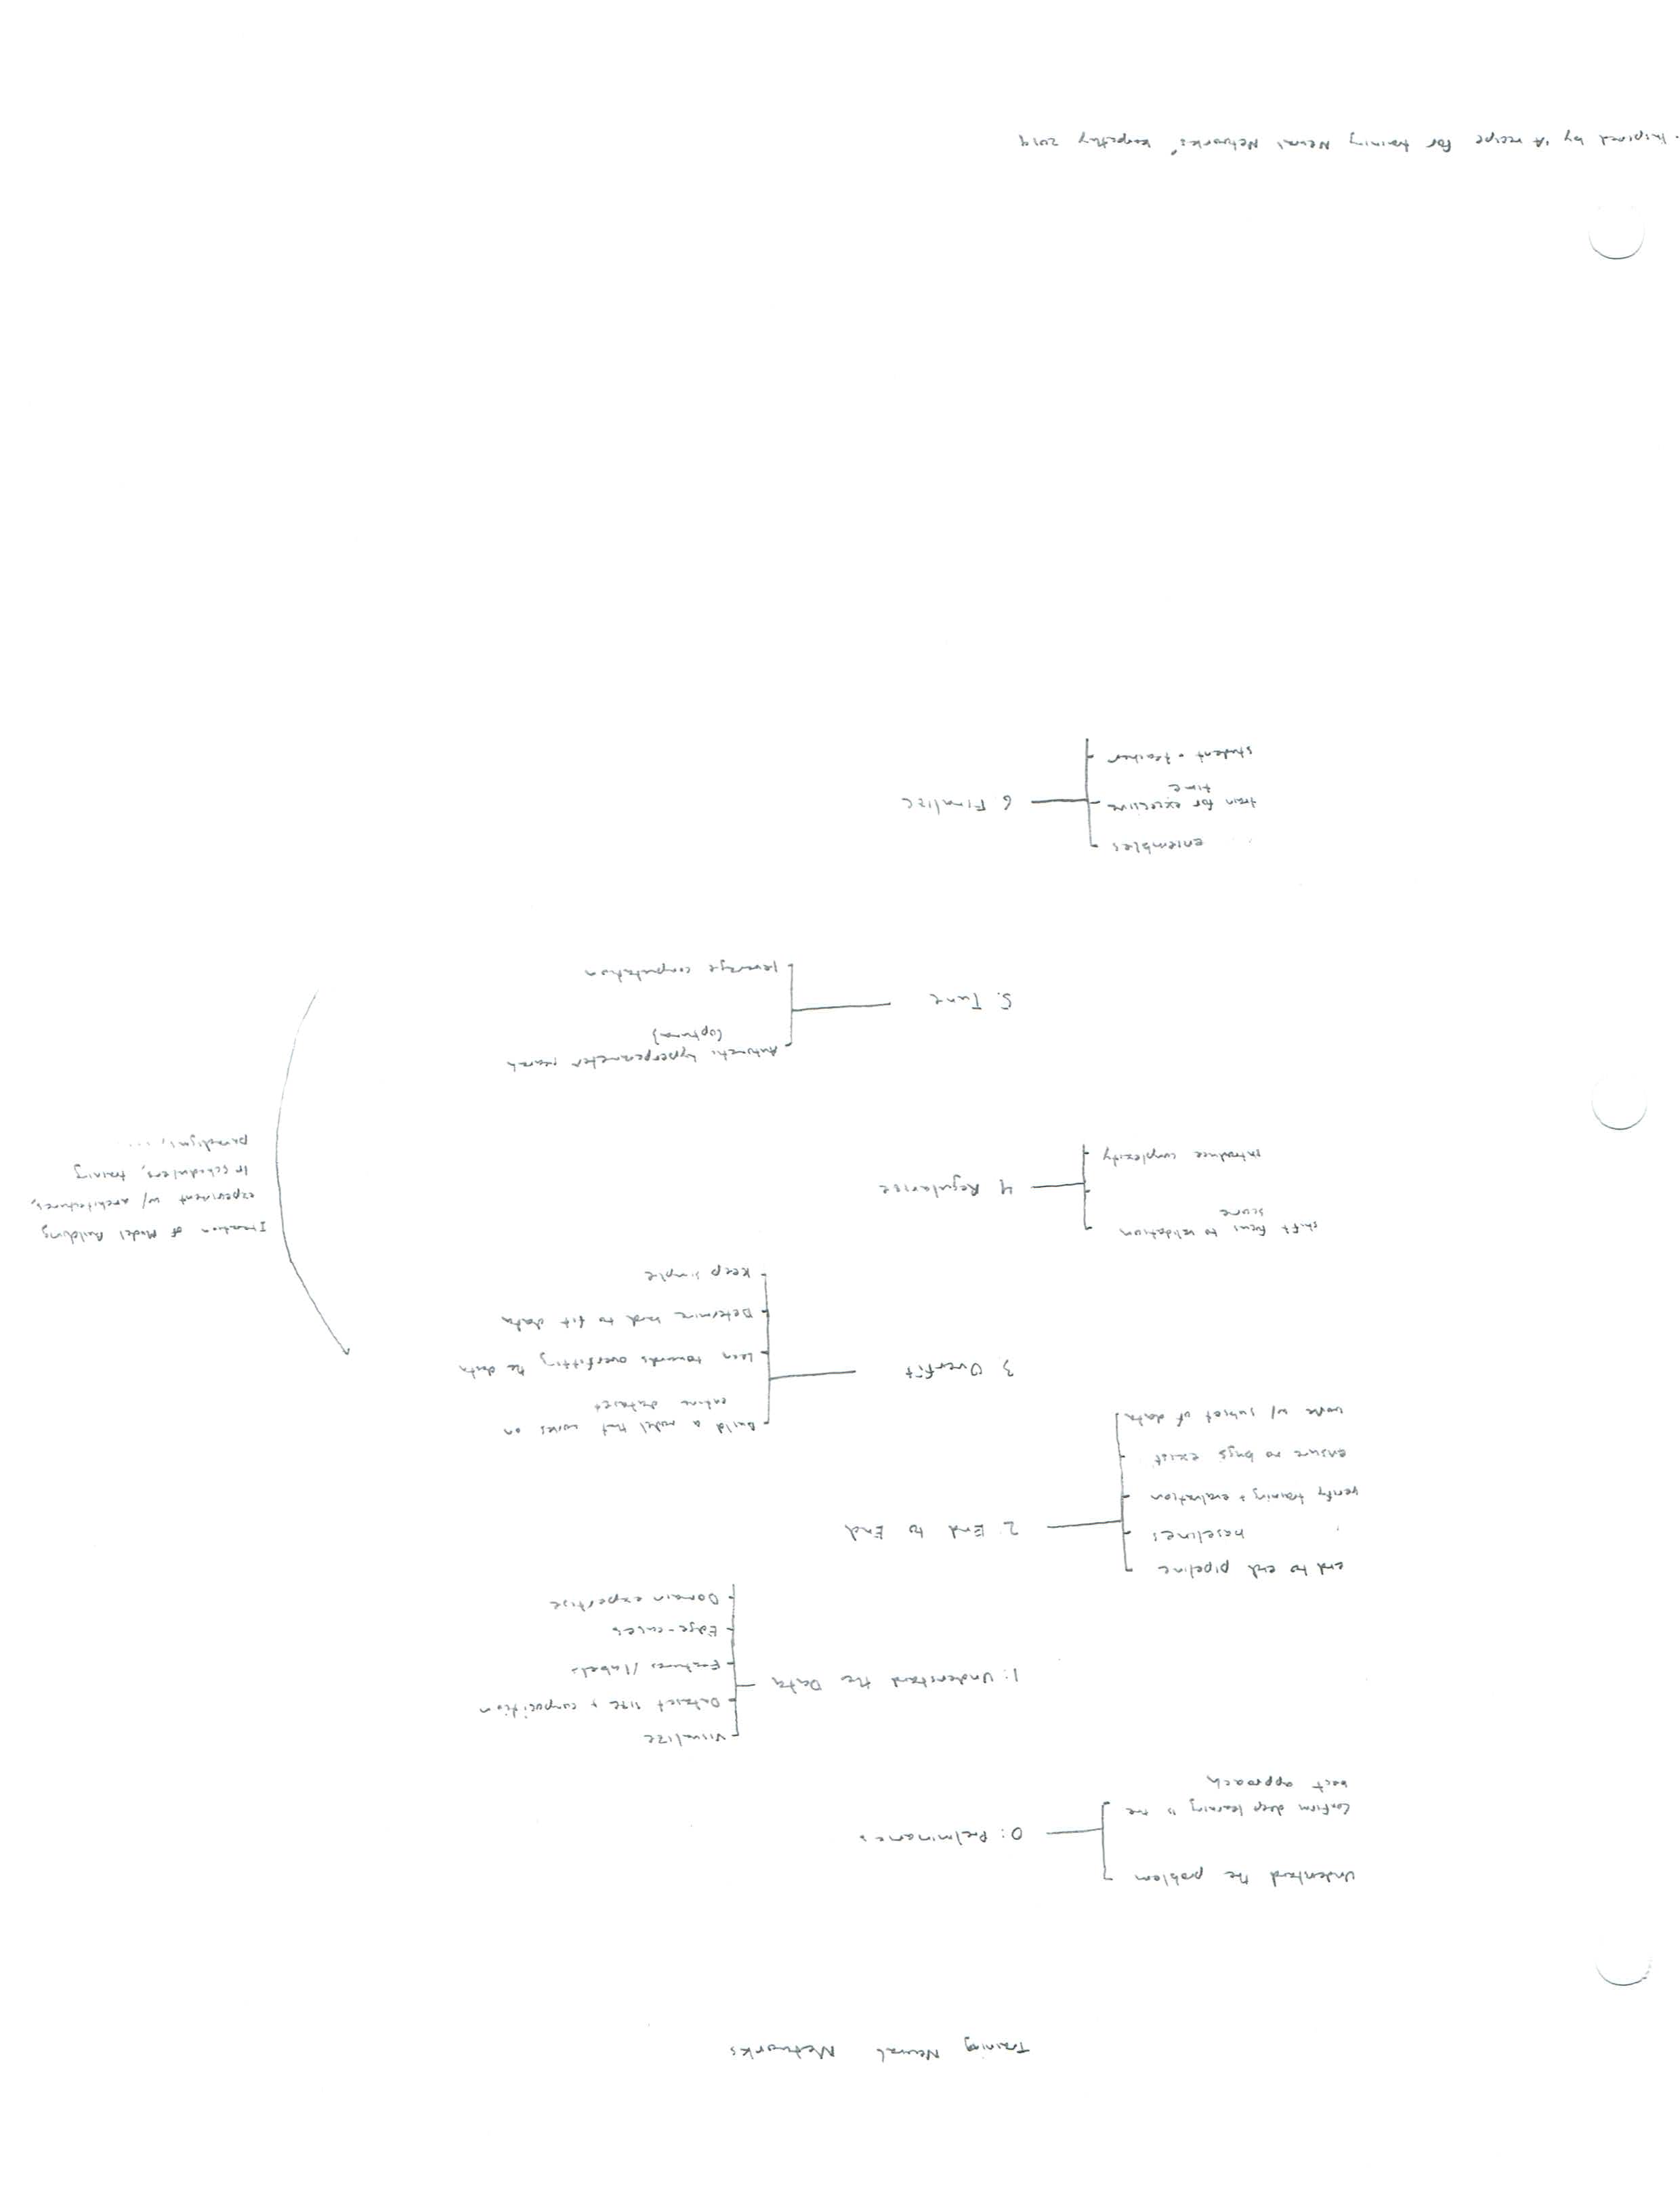 Training Neural Networks
Understand the problem
0: Prelminaries
Confirm deep learning is the
best approach
Visualize
Dataset size + composition
1: Understand the Data
Features / labels
Edge-cases
Domain expertise
end to end pipeline
baselines
2 End to End
verify training + evaluation
ensure no bugs exist
work w/ subset of data
Build a model that works on
entire dataset
3 Overfit
Lean towards overfitting the data
Determine hard to fit data
Keep simple
shift focus to validation
score
4 Regularise
introduce complexity
Iteration of Model Building
experiment w/ architectures,
lr schedulers, training
paradigms, ....
Automatic hyperparameter search
(optuna)
5. Tune
leverage computation
ensembles
train for excessive
time
6 Finalize
student - teacher
. Inspired by 'A recipe for training Neural Networks' karpathy 2019